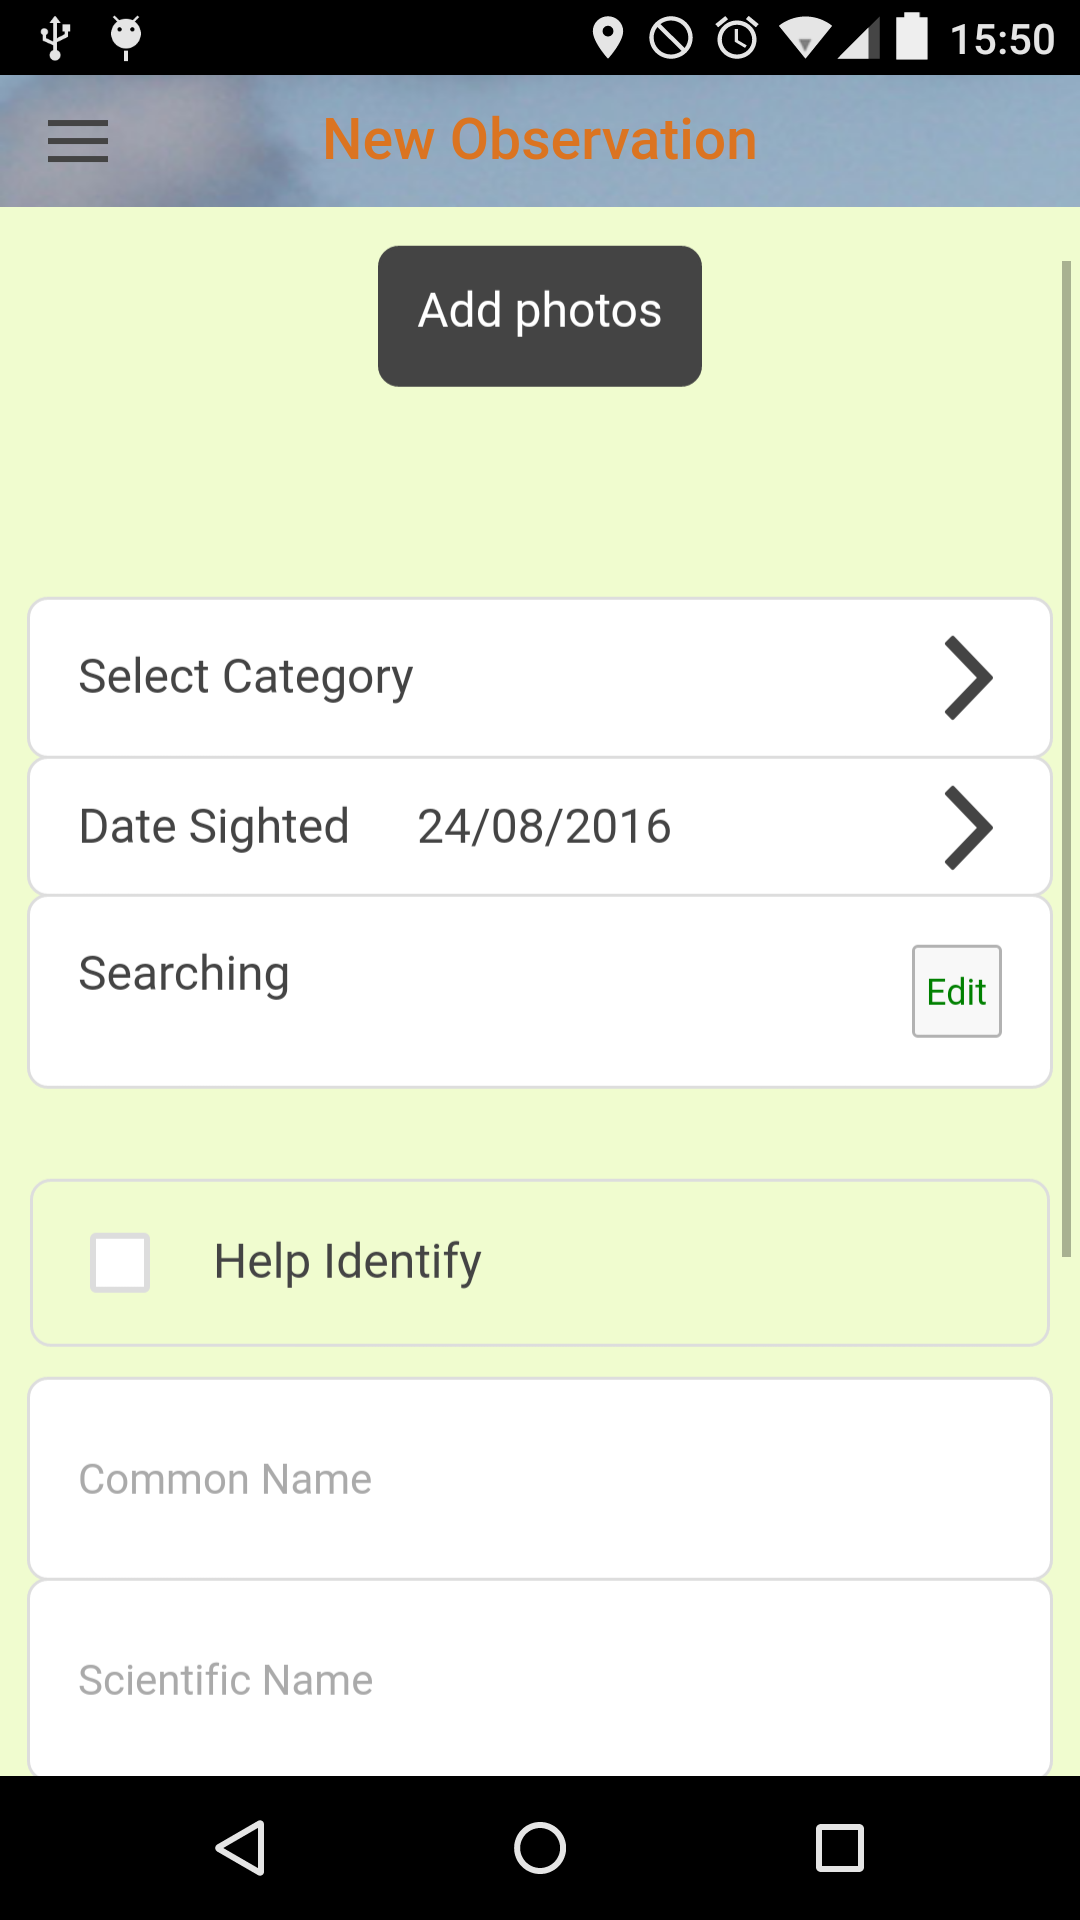 15:50
New Observation
Add photos
Select Category
Date Sighted 24/08/2016
Searching
Edit
Help Identify
Common Name
Scientific Name